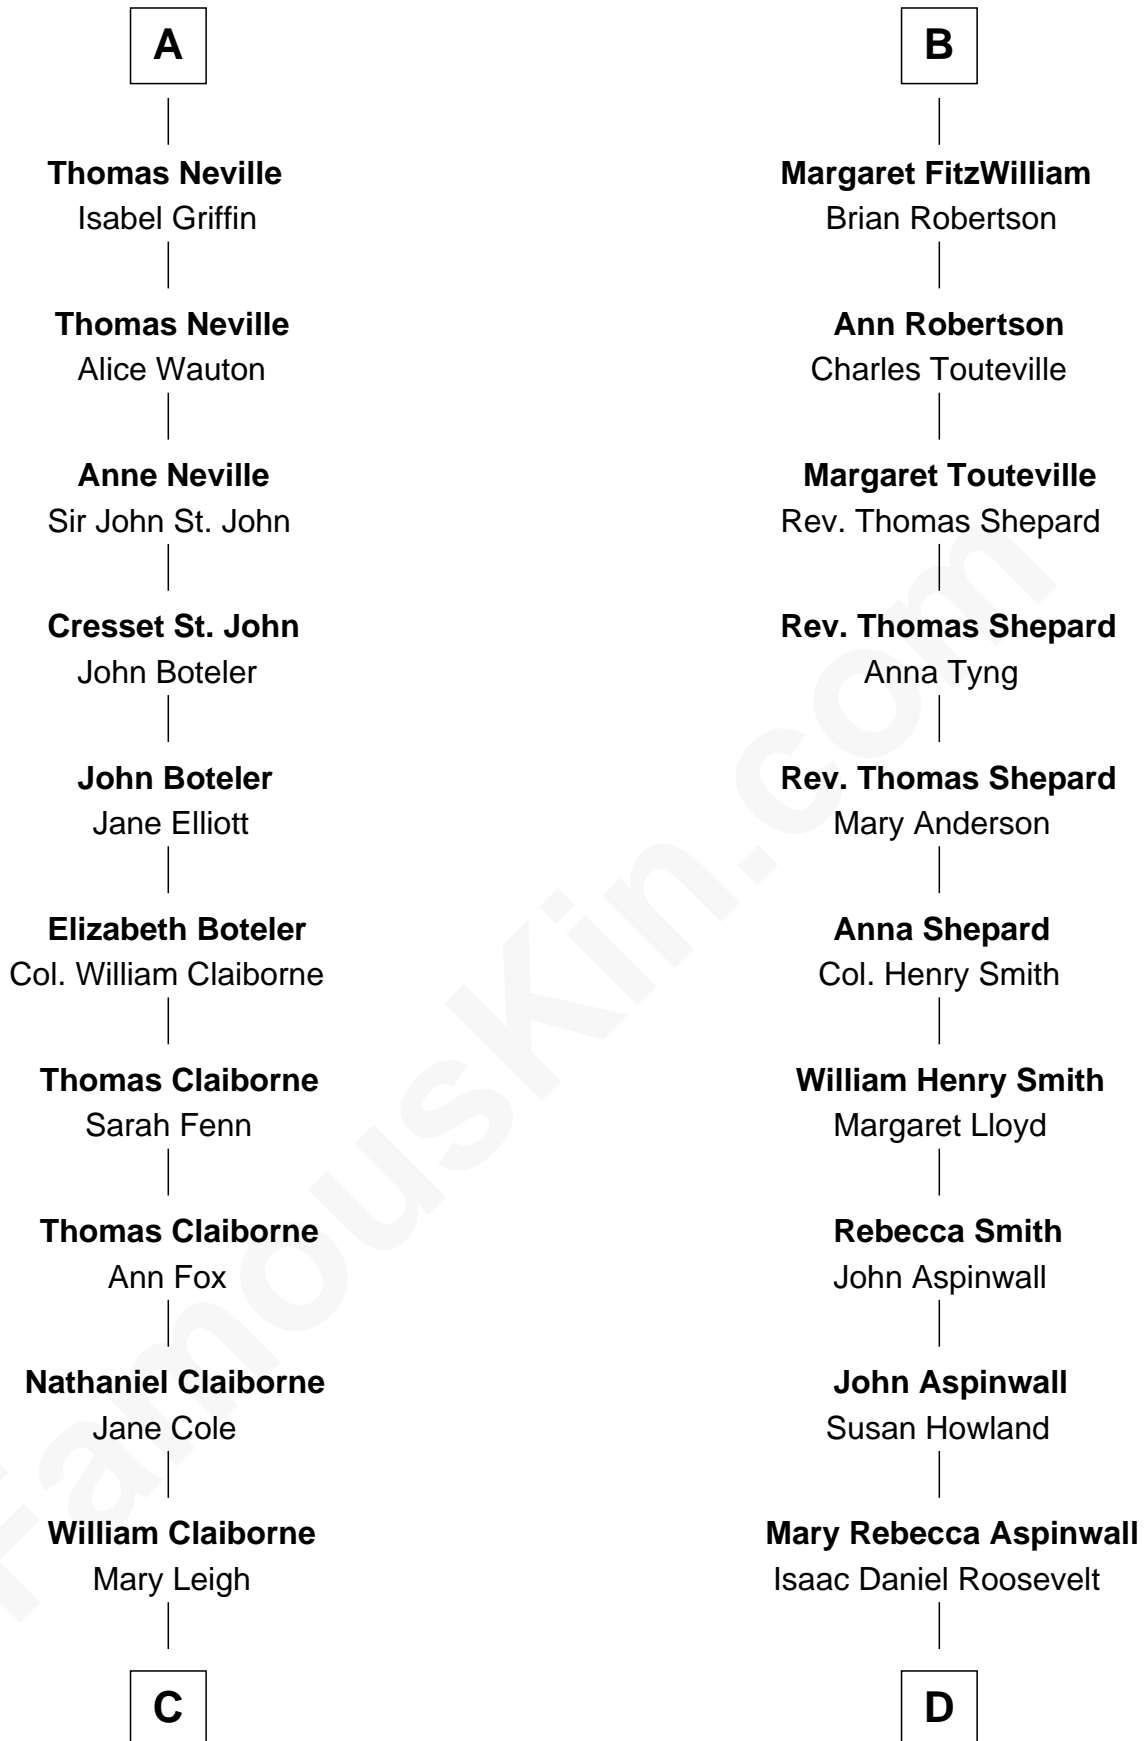 A
Thomas Neville
Isabel Griffin
Thomas Neville
Alice Wauton
Anne Neville
Sir John St. John
Cresset St. John
John Boteler
John Boteler
Jane Elliott
Elizabeth Boteler
Col. William Claiborne
Thomas Claiborne
Sarah Fenn
Thomas Claiborne
Ann Fox
Nathaniel Claiborne
Jane Cole
William Claiborne
Mary Leigh
C
B
Margaret FitzWilliam
Brian Robertson
Ann Robertson
Charles Touteville
Margaret Touteville
Rev. Thomas Shepard
Rev. Thomas Shepard
Anna Tyng
Rev. Thomas Shepard
Mary Anderson
Anna Shepard
Col. Henry Smith
William Henry Smith
Margaret Lloyd
Rebecca Smith
John Aspinwall
John Aspinwall
Susan Howland
Mary Rebecca Aspinwall
Isaac Daniel Roosevelt
D
FamousKin.com